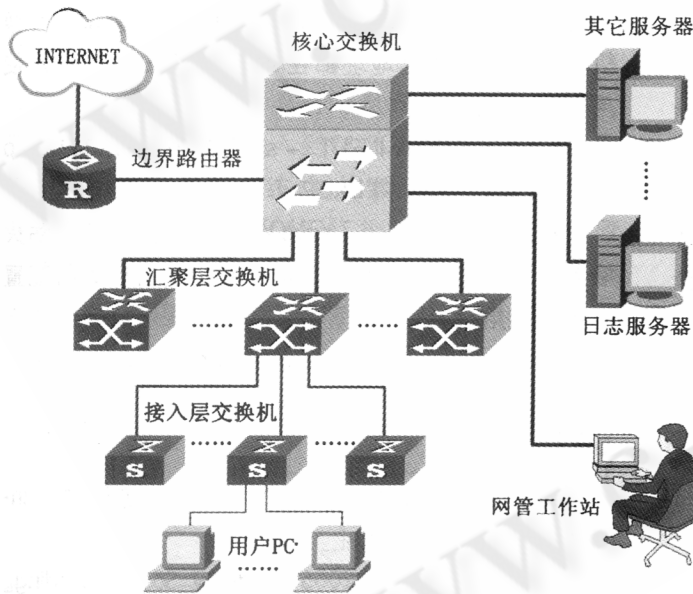 其它服务器
核心交换机
INTERNET
边界路由器
R
汇聚层交换机
日志服务器
接入层交换机
S
S
S
网管工作站
用户PC